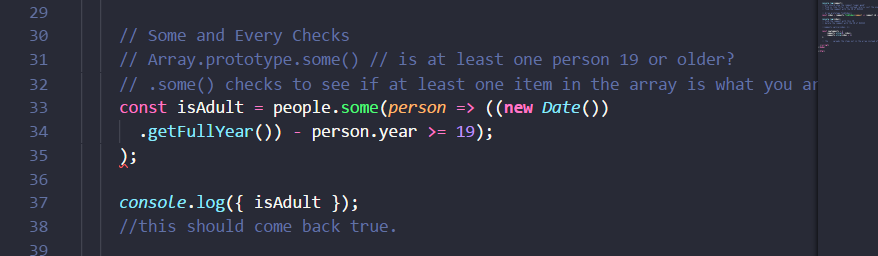 29
30 // Some and Every Checks
31 // Array.prototype.some() // is at least one person 19 or older?
32 // .some() checks to see if at least one item in the array is what you ar
33 const isAdult = people.some(person => ((new Date())
34 .getFullYear()) - person.year >= 19);
35 );
36
37 console.log({ isAdult });
38 //this should come back true.
39